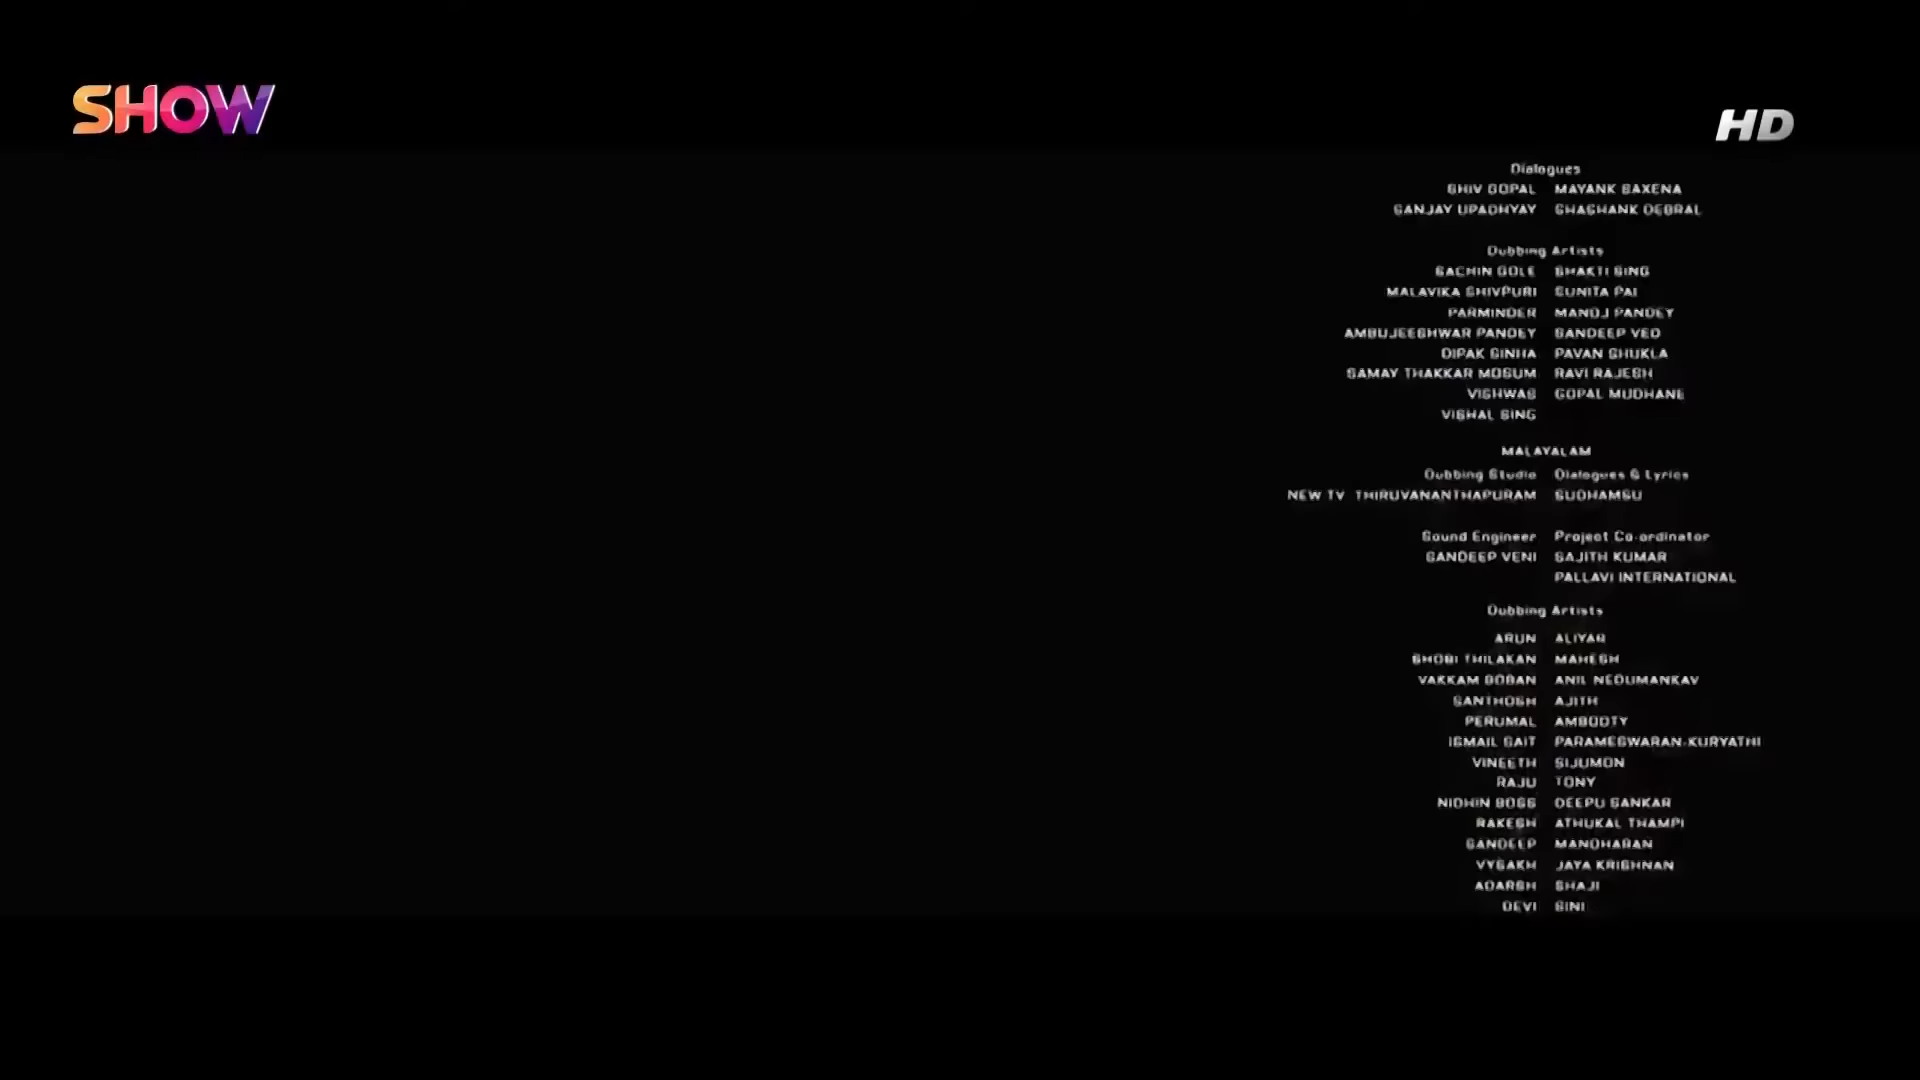 SHOW
HD
Dialogues
SHIV GOPAL MAYANK SAXENA
SANJAY UPADHYAY SHASHANK DEBRAL
Dubbing Artists
SACHIN GOLE BHAKTI SING
MALAVIKA SHIVPURI SUNITA PAI
PARMINDER MANOJ PANDEY
AMBUJEESHWAR PANDEY SANDEEP VED
DIPAK SINHA PAVAN SHUKLA
SAMAY THAKKAR MOSUM RAVI RAJESH
VISHWAS GOPAL MUDHANE
VISHAL SING
MALAYALAM
Dubbing Studio Dialogues & Lyrics
NEW TV THIRUVANANTHAPURAM SUDHAMSU
Sound Engineer Project Co-ordinator
SANDEEP VENI SAJITH KUMAR
PALLAVI INTERNATIONAL
Dubbing Artists
ARUN ALIYAR
SHOBI THILAKAN MAHESH
VAKKAM BOBAN ANIL NEDUMANKAV
SANTHOSH AJITH
PERUMAL AMBOOTY
ISMAIL SAIT PARAMESWARAN-KURYATHI
VINEETH SIJUMON
RAJU TONY
NIDHIN BOSS DEEPU SANKAR
RAKESH ATHUKAL THAMPI
SANDEEP MANOHARAN
VYSAKH JAYA KRISHNAN
ADARSH SHAJI
DEVI SINI